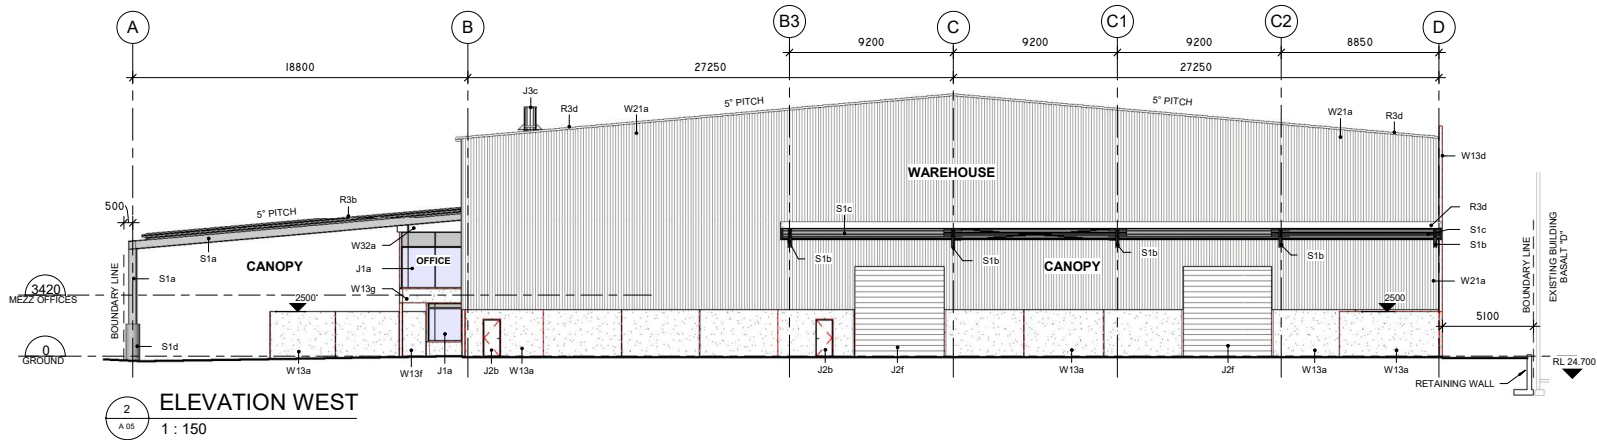 A
B
B3
C
C1
C2
D
9200
9200
9200
8850
18800
27250
27250
J3c
R3d
W21a
5° PITCH
5° PITCH
W21a
R3d
W13d
WAREHOUSE
500
5° PITCH
R3b
S1c
R3d
S1c
S1b
W32a
S1a
CANOPY
OFFICE
J1a
S1b
S1b
CANOPY
S1b
S1b
S1a
W13g
W21a
3420
MEZZ OFFICES
2500
2500
BOUNDARY LINE
BOUNDARY LINE
EXISTING BUILDING
BASALT "D"
5100
0
GROUND
S1d
W13a
W13f
J1a
J2b
W13a
J2b
J2f
W13a
J2f
W13a
W13a
RL 24.700
RETAINING WALL
2
A 05
ELEVATION WEST
1 : 150